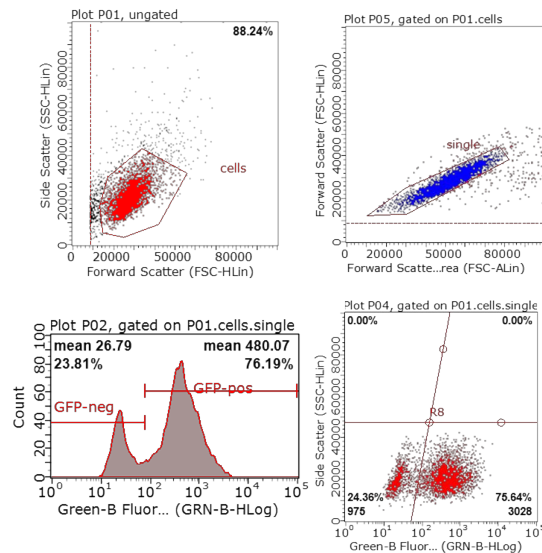 Plot P01, ungated
88.24%
Side Scatter (SSC-HLin)
0 20000 40000 60000 80000
cells
20000 50000 80000
Forward Scatter (FSC-HLin)
Plot P05, gated on P01.cells
Forward Scatter (FSC-HLin)
0 20000 40000 60000 80000
single
0 20000 50000 80000
Forward Scatte...rea (FSC-ALin)
Plot P02, gated on P01.cells.single
mean 26.79 mean 480.07
23.81% 76.19%
GFP-pos
GFP-neg
Count
0 20 40 60 80 100
10^0 10^1 10^2 10^3 10^4 10^5
Green-B Fluor... (GRN-B-HLog)
Plot P04, gated on P01.cells.single
0.00% 0.00%
Side Scatter (SSC-HLin)
0 20000 40000 60000 80000
R8
24.36% 75.64%
975 3028
10^0 10^1 10^2 10^3 10^4 10^5
Green-B Fluor... (GRN-B-HLog)